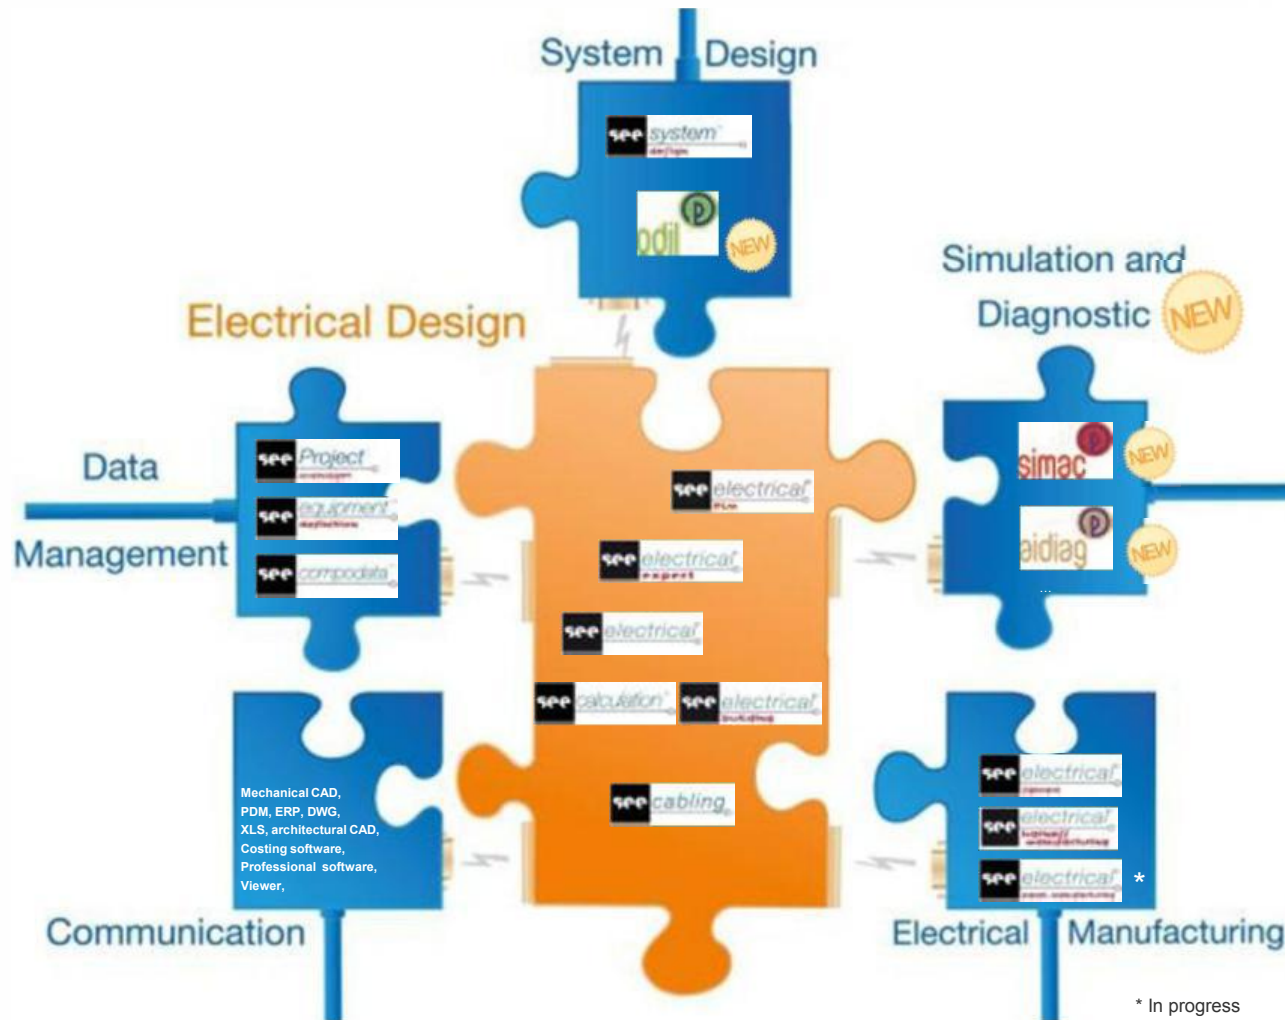 System Design
see system
design
odil
NEW
Simulation and
Diagnostic
NEW
Electrical Design
Data
Management
see Project
see equipment
see compodata
see electrical
see electrical
expert
see electrical
see calculation
see electrical
building
see cabling
simac
NEW
aidiag
NEW
...
Mechanical CAD,
PDM, ERP, DWG,
XLS, architectural CAD,
Costing software,
Professional software,
Viewer,
Communication
see electrical
see electrical
see electrical *
Electrical Manufacturing
* In progress